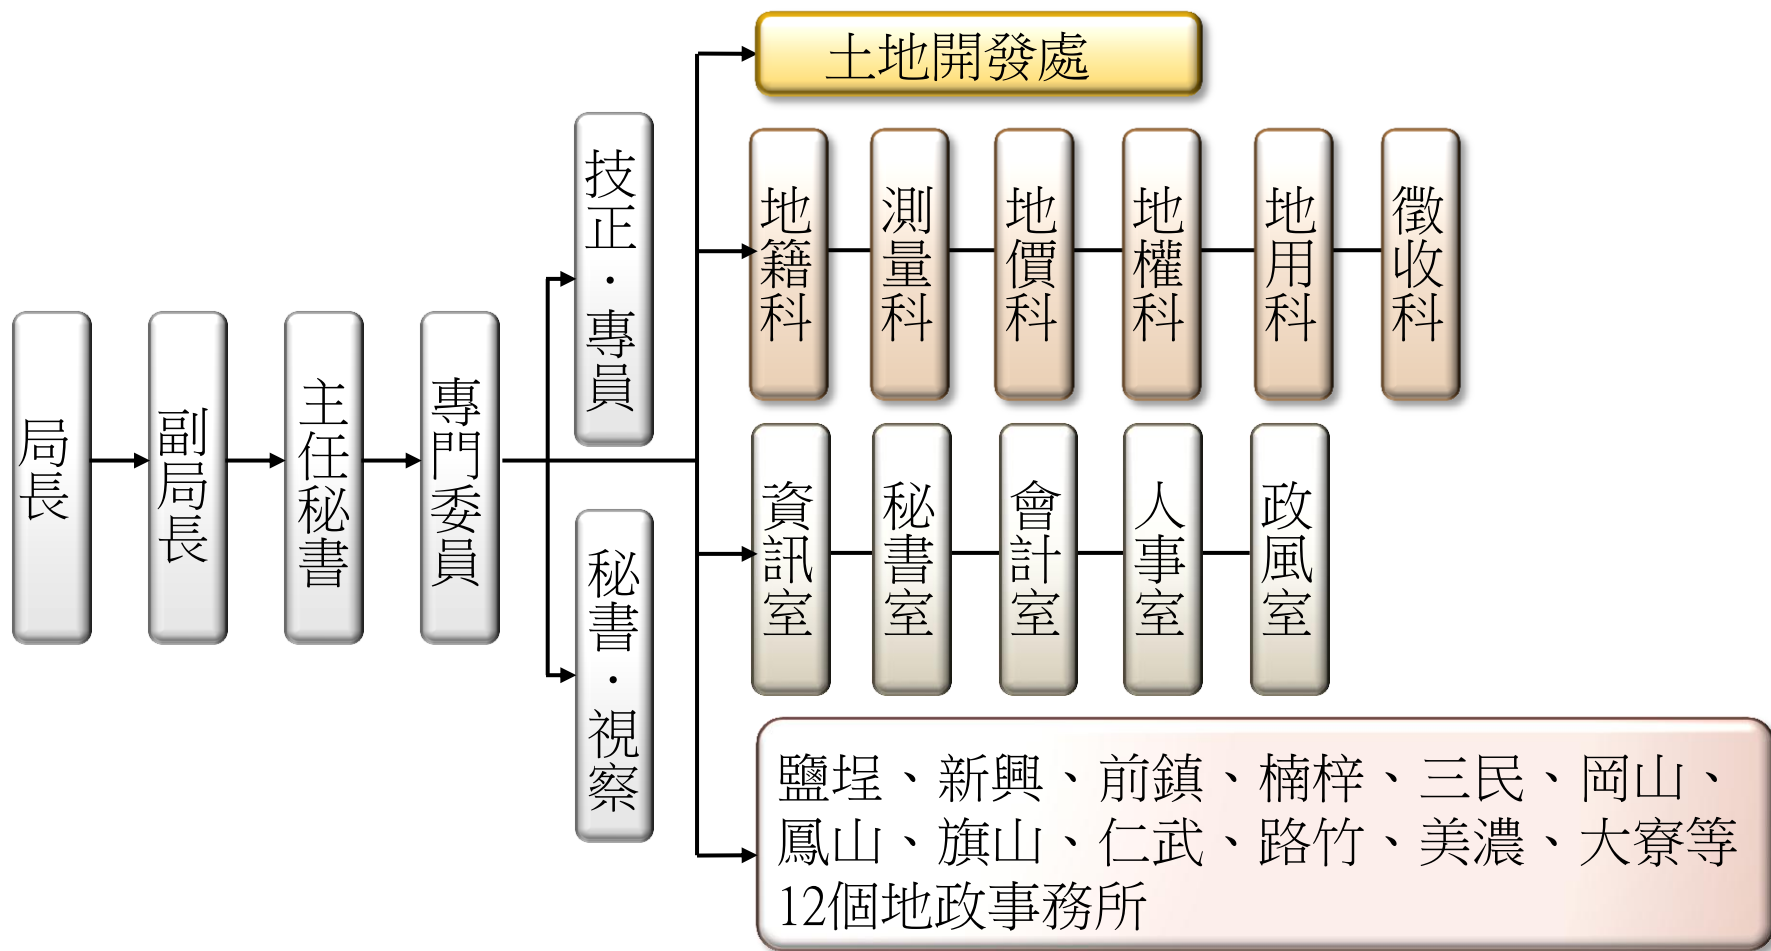 局長
副局長
主任秘書
專門委員
技正．專員
秘書．視察
土地開發處
地籍科
測量科
地價科
地權科
地用科
徵收科
資訊室
秘書室
會計室
人事室
政風室
鹽埕、新興、前鎮、楠梓、三民、岡山、
鳳山、旗山、仁武、路竹、美濃、大寮等
12個地政事務所